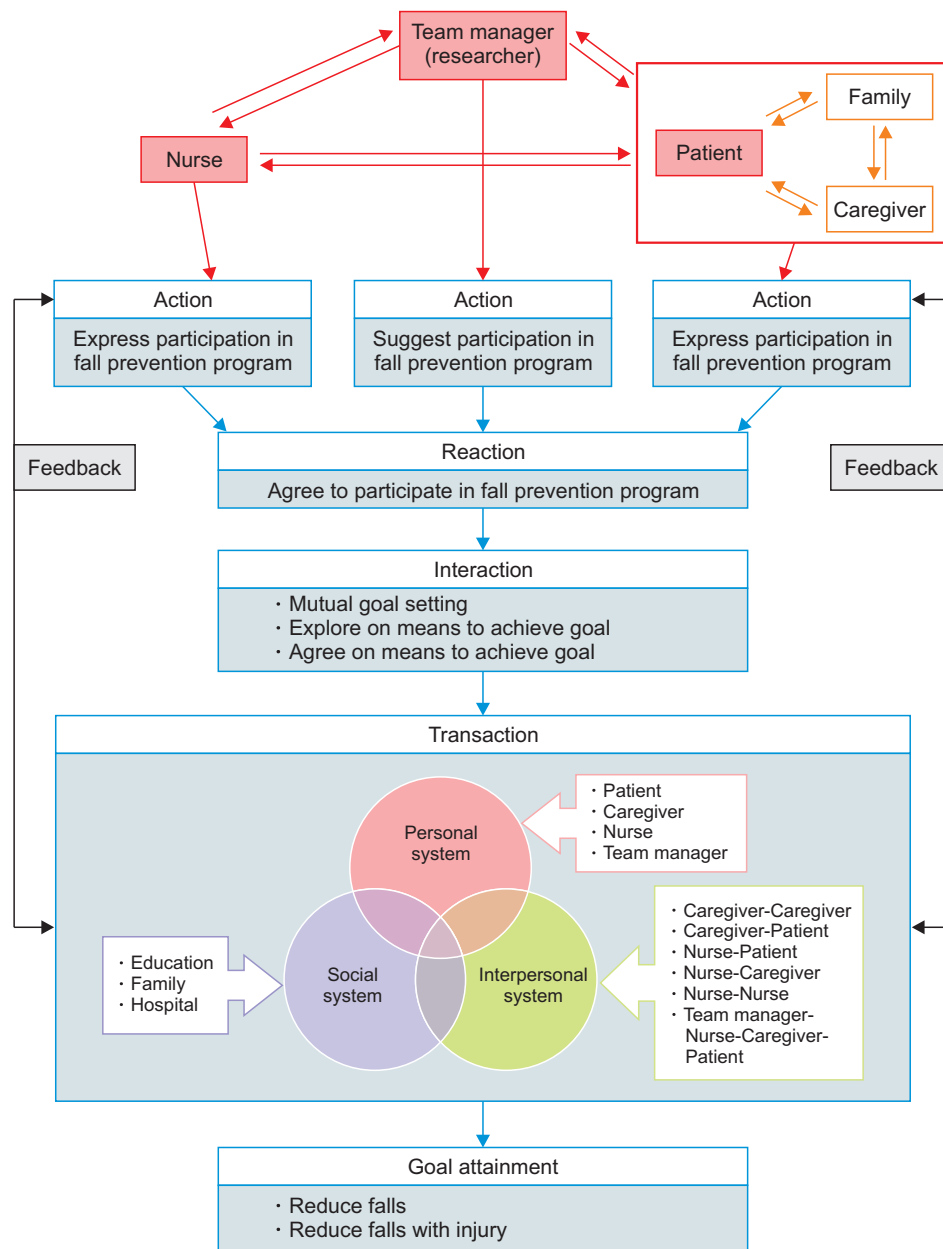 Team manager
(researcher)
Family
Nurse
Patient
Caregiver
Action
Express participation in
fall prevention program
Action
Suggest participation in
fall prevention program
Action
Express participation in
fall prevention program
Feedback
Feedback
Reaction
Agree to participate in fall prevention program
Interaction
· Mutual goal setting
· Explore on means to achieve goal
· Agree on means to achieve goal
Transaction
Personal
system
· Patient
· Caregiver
· Nurse
· Team manager
Social
system
· Education
· Family
· Hospital
Interpersonal
system
· Caregiver-Caregiver
· Caregiver-Patient
· Nurse-Patient
· Nurse-Caregiver
· Nurse-Nurse
· Team manager-
Nurse-Caregiver-
Patient
Goal attainment
· Reduce falls
· Reduce falls with injury